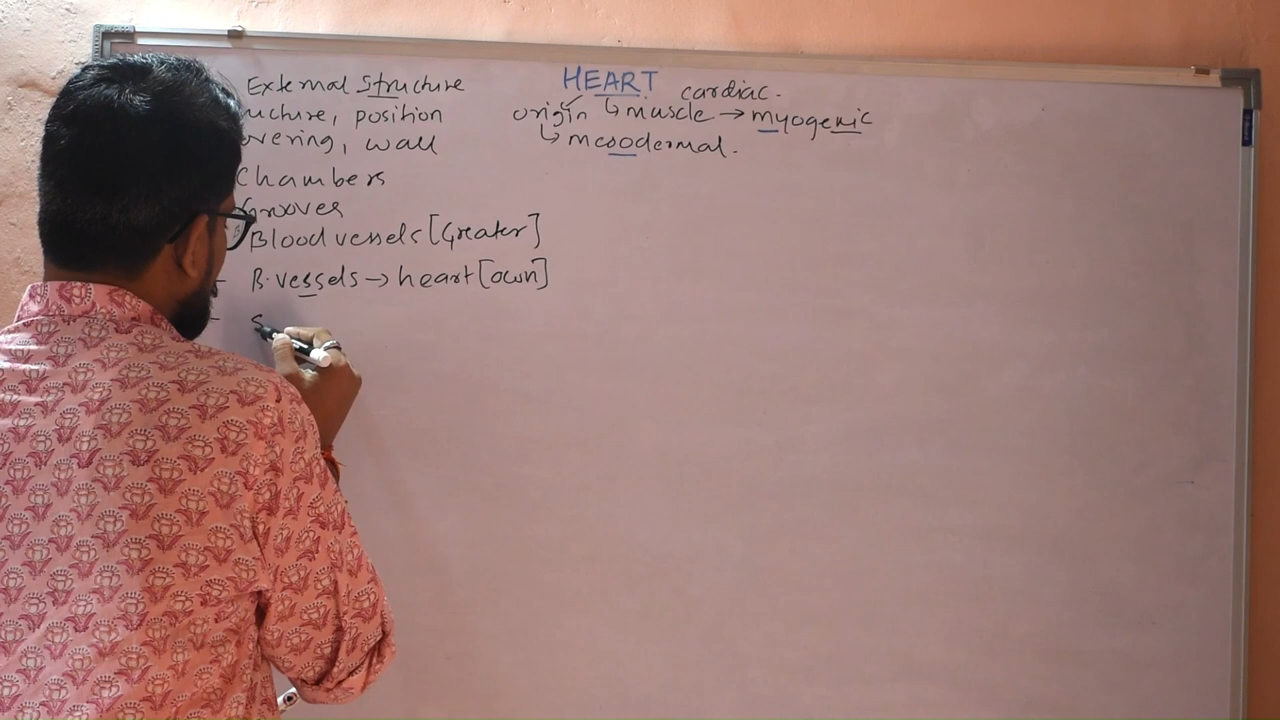 External Structure
ucture, position
overing, wall
Chambers
Grooves
Blood vessels [Greater]
- B. vessels → heart [own]
- S
HEART cardiac.
origin ↳ muscle → myogenic
↳ mesodermal.